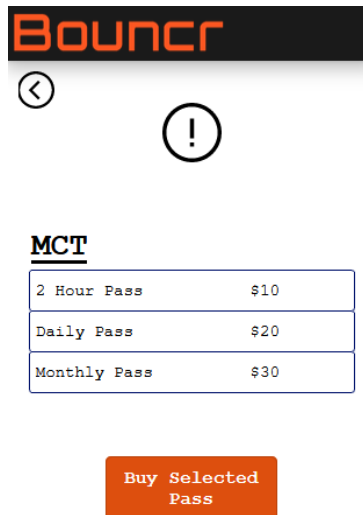 Bouncr
!
MCT
2 Hour Pass $10
Daily Pass $20
Monthly Pass $30
Buy Selected
Pass